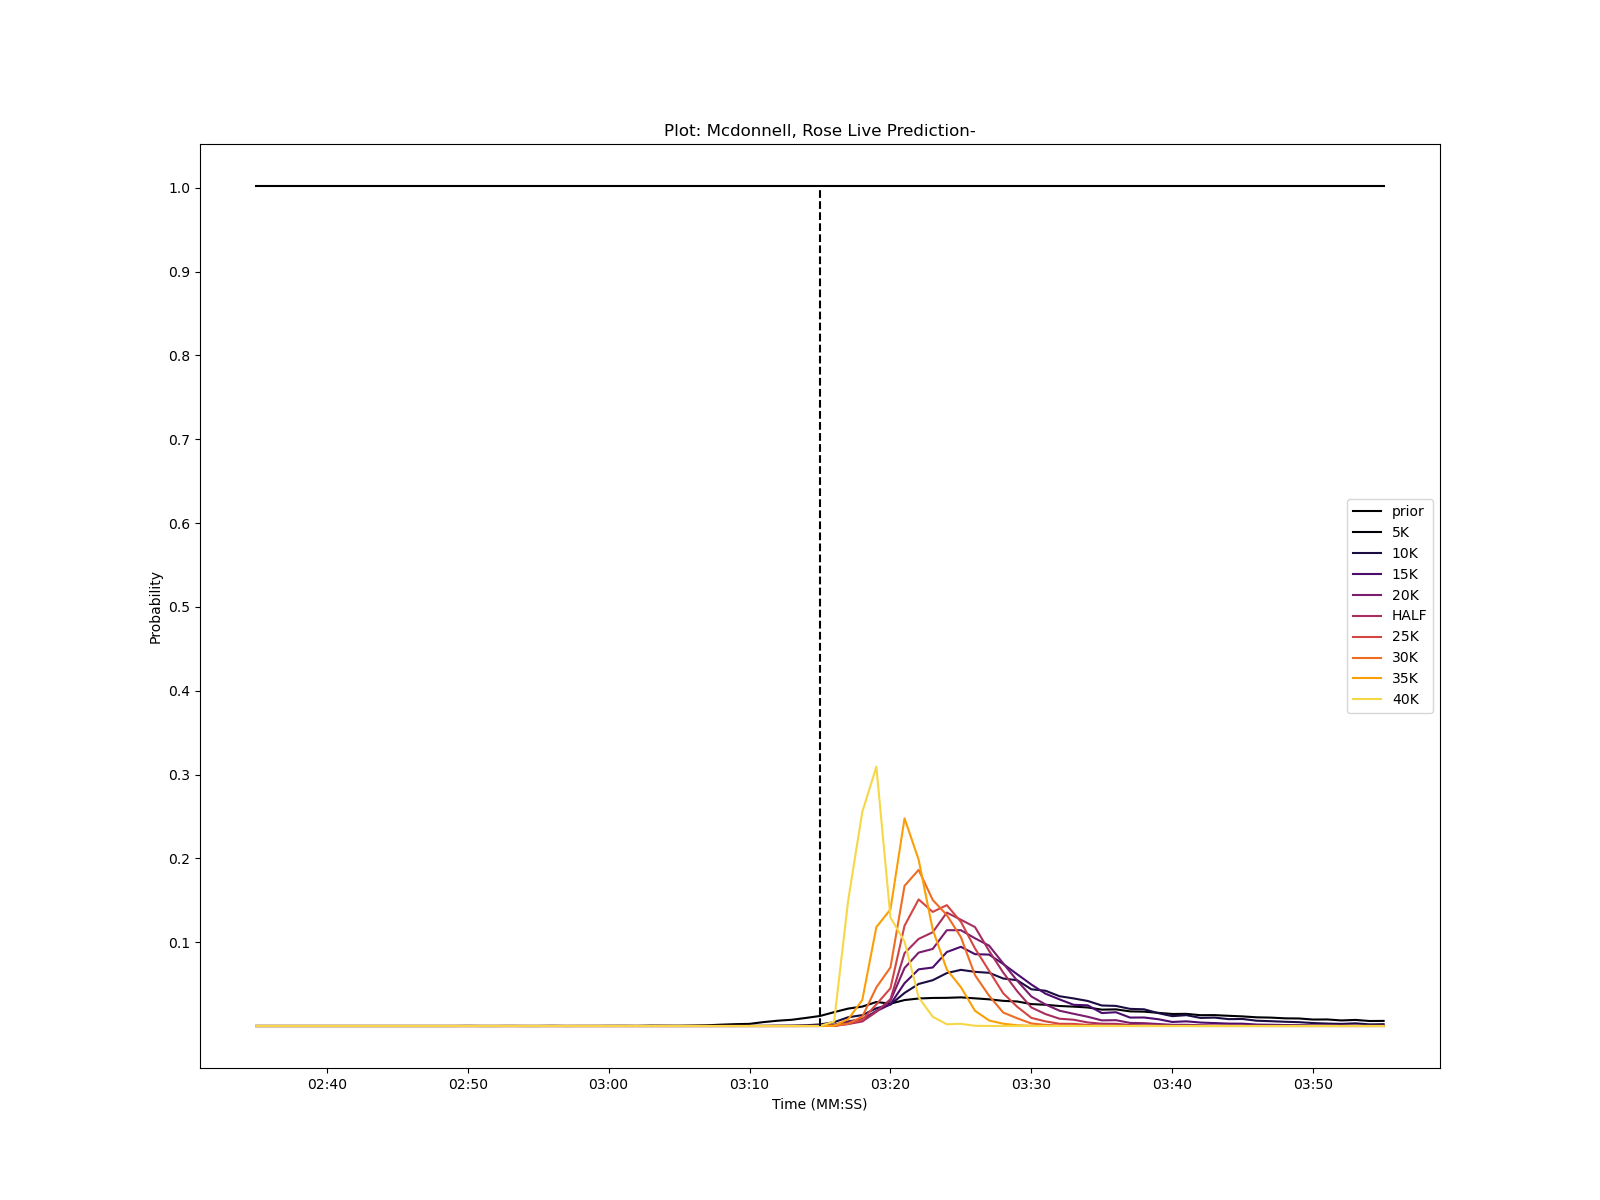 Plot: Mcdonnell, Rose Live Prediction-
1.0
0.9
0.8
0.7
0.6
0.5
0.4
0.3
0.2
0.1
Probability
prior
5K
10K
15K
20K
HALF
25K
30K
35K
40K
02:40 02:50 03:00 03:10 03:20 03:30 03:40 03:50
Time (MM:SS)